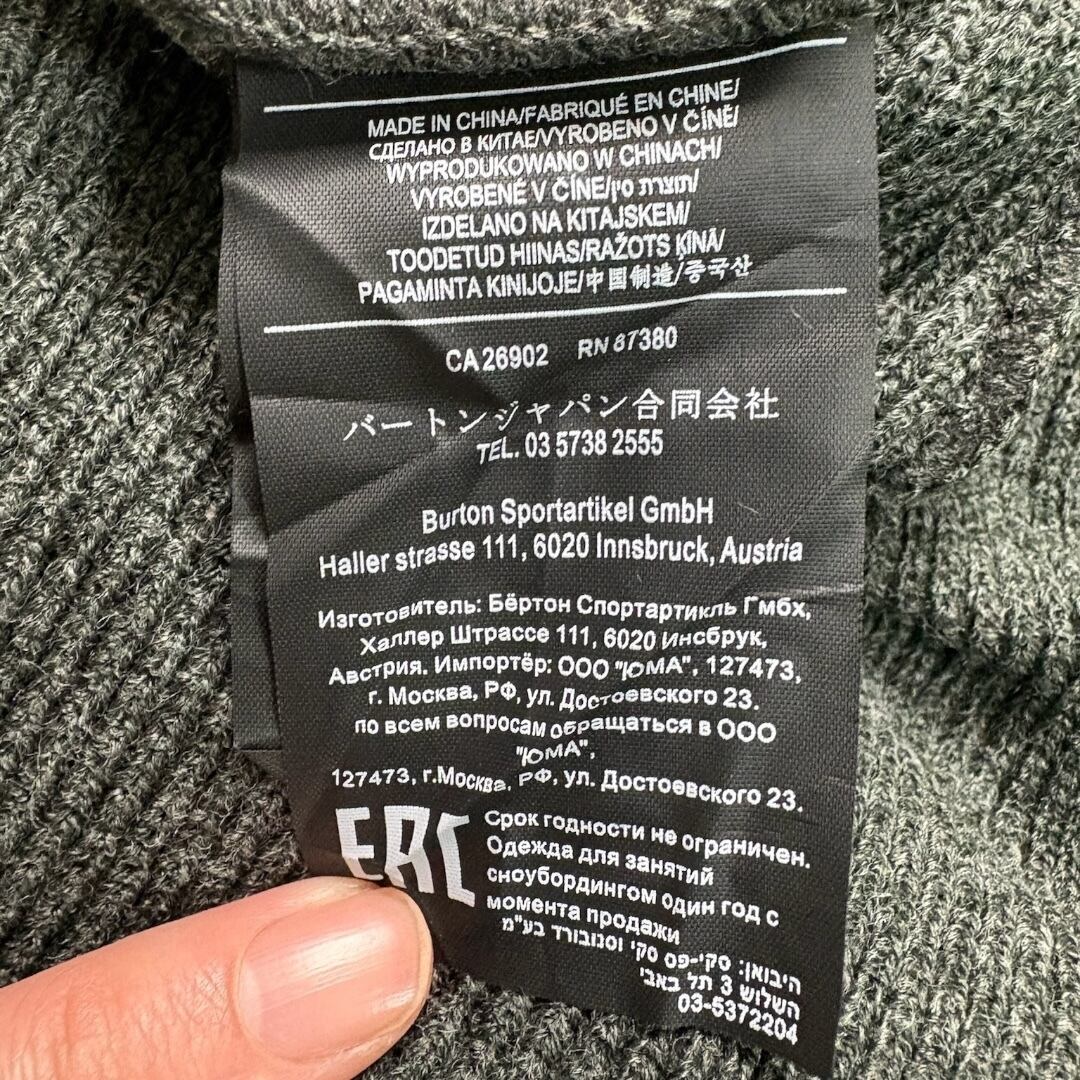 MADE IN CHINA/FABRIQUÉ EN CHINE/
СДЕЛАНО В КИТАЕ/VYROBENO V ČÍNĚ/
WYPRODUKOWANO W CHINACH/
VYROBENÉ V ČÍNE/תוצרת סין/
IZDELANO NA KITAJSKEM/
TOODETUD HIINAS/RAŽOTS ĶĪNĀ/
PAGAMINTA KINIJOJE/中国制造/중국산
CA 26902 RN 87380
バートンジャパン合同会社
TEL. 03 5738 2555
Burton Sportartikel GmbH
Haller strasse 111, 6020 Innsbruck, Austria
Изготовитель: Бёртон Спортартикль Гмбх,
Халлер Штрассе 111, 6020 Инсбрук,
Австрия. Импортёр: ООО "ЮМА", 127473,
г. Москва, РФ, ул. Достоевского 23.
по всем вопросам обращаться в ООО
"ЮМА",
127473, г.Москва, РФ, ул. Достоевского 23.
EAC
Срок годности не ограничен.
Одежда для занятий
сноубордингом один год с
момента продажи
היבואן: סקי-פס סקי וסנובורד בע"מ
השלוש 3 תל באבי
03-5372204